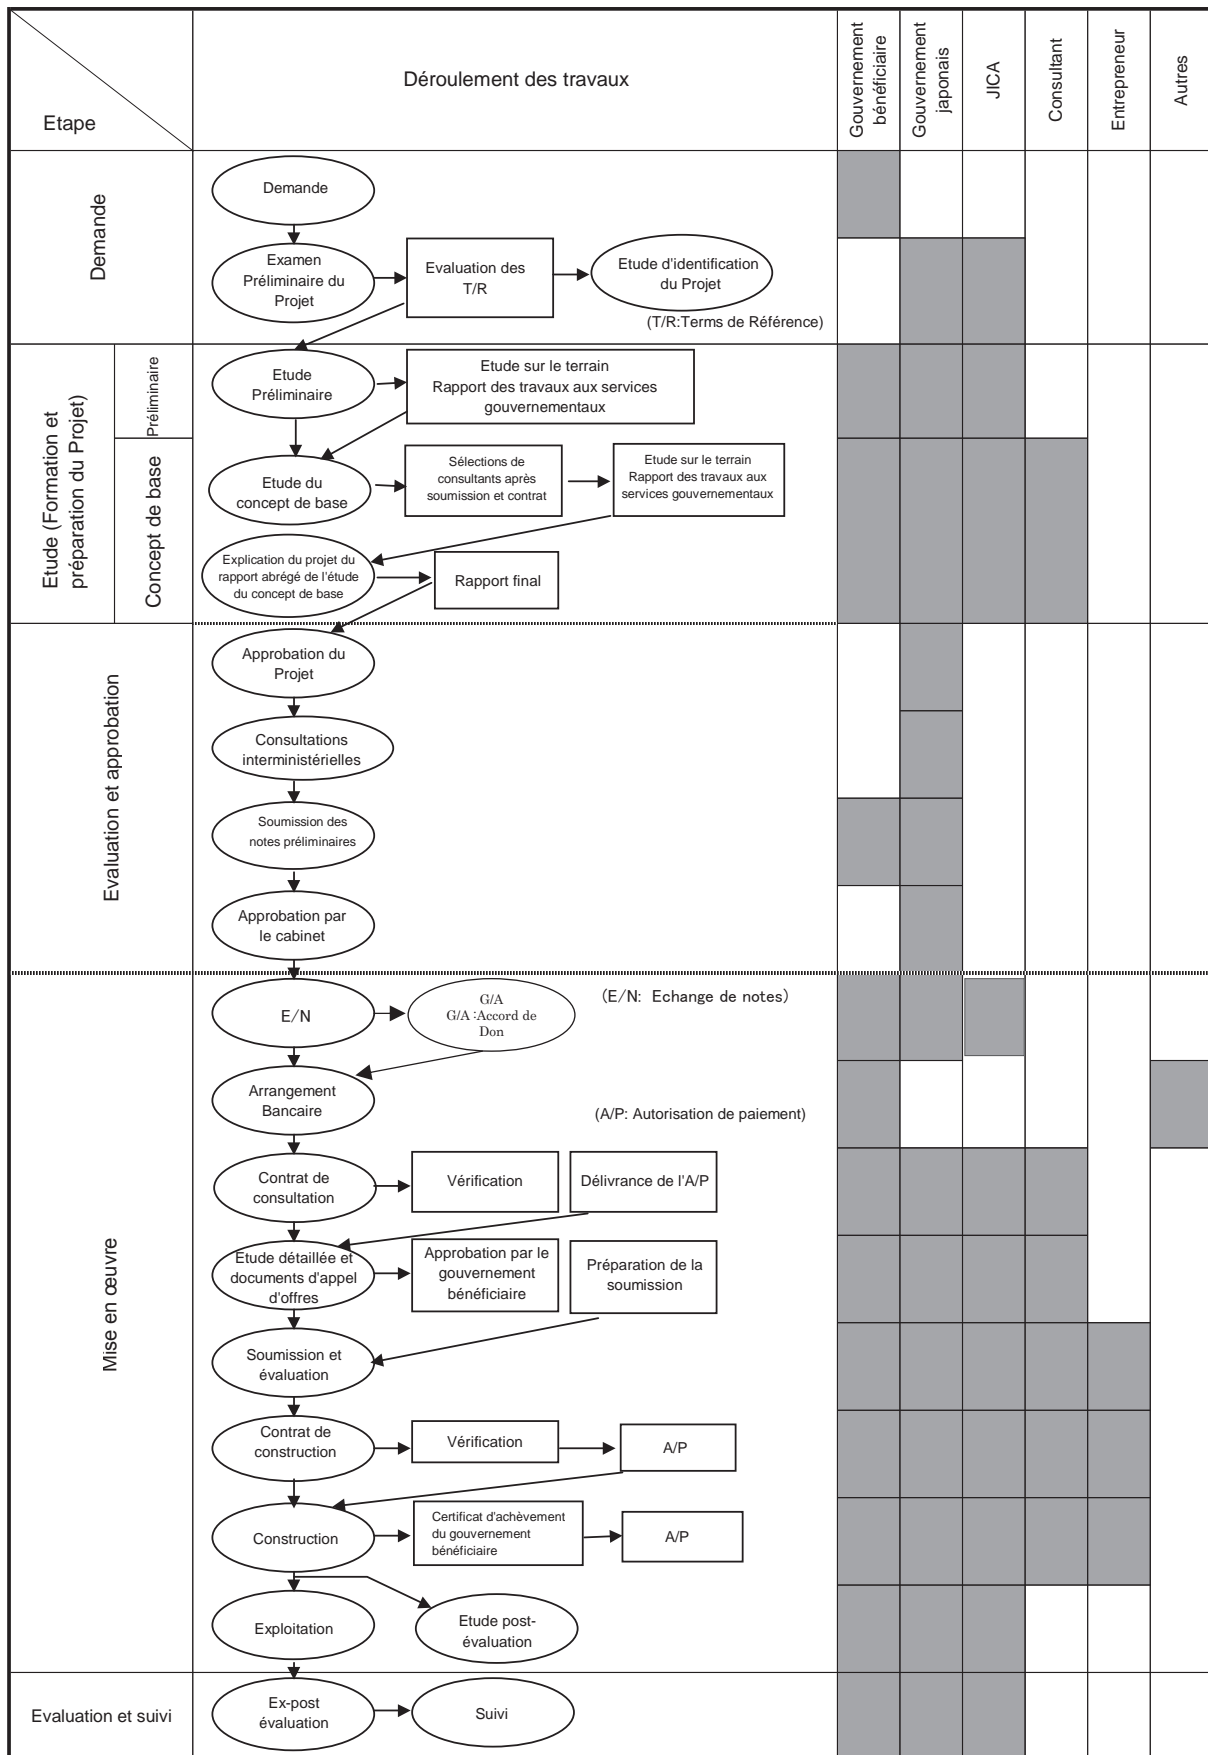 Etape
Déroulement des travaux
Gouvernement
bénéficiaire
Gouvernement
japonais
JICA
Consultant
Entrepreneur
Autres
Demande
Demande
Examen
Préliminaire du
Projet
Evaluation des
T/R
Etude d'identification
du Projet
(T/R:Terms de Référence)
Etude (Formation et
préparation du Projet)
Préliminaire
Etude
Préliminaire
Etude sur le terrain
Rapport des travaux aux services
gouvernementaux
Concept de base
Etude du
concept de base
Sélections de
consultants après
soumission et contrat
Etude sur le terrain
Rapport des travaux aux
services gouvernementaux
Explication du projet du
rapport abrégé de l'étude
du concept de base
Rapport final
Evaluation et approbation
Approbation du
Projet
Consultations
interministérielles
Soumission des
notes préliminaires
Approbation par
le cabinet
Mise en œuvre
E/N
G/A
G/A :Accord de
Don
(E/N: Echange de notes)
Arrangement
Bancaire
(A/P: Autorisation de paiement)
Contrat de
consultation
Vérification
Délivrance de l'A/P
Etude détaillée et
documents d'appel
d'offres
Approbation par le
gouvernement
bénéficiaire
Préparation de la
soumission
Soumission et
évaluation
Contrat de
construction
Vérification
A/P
Construction
Certificat d'achèvement
du gouvernement
bénéficiaire
A/P
Exploitation
Etude post-
évaluation
Evaluation et suivi
Ex-post
évaluation
Suivi